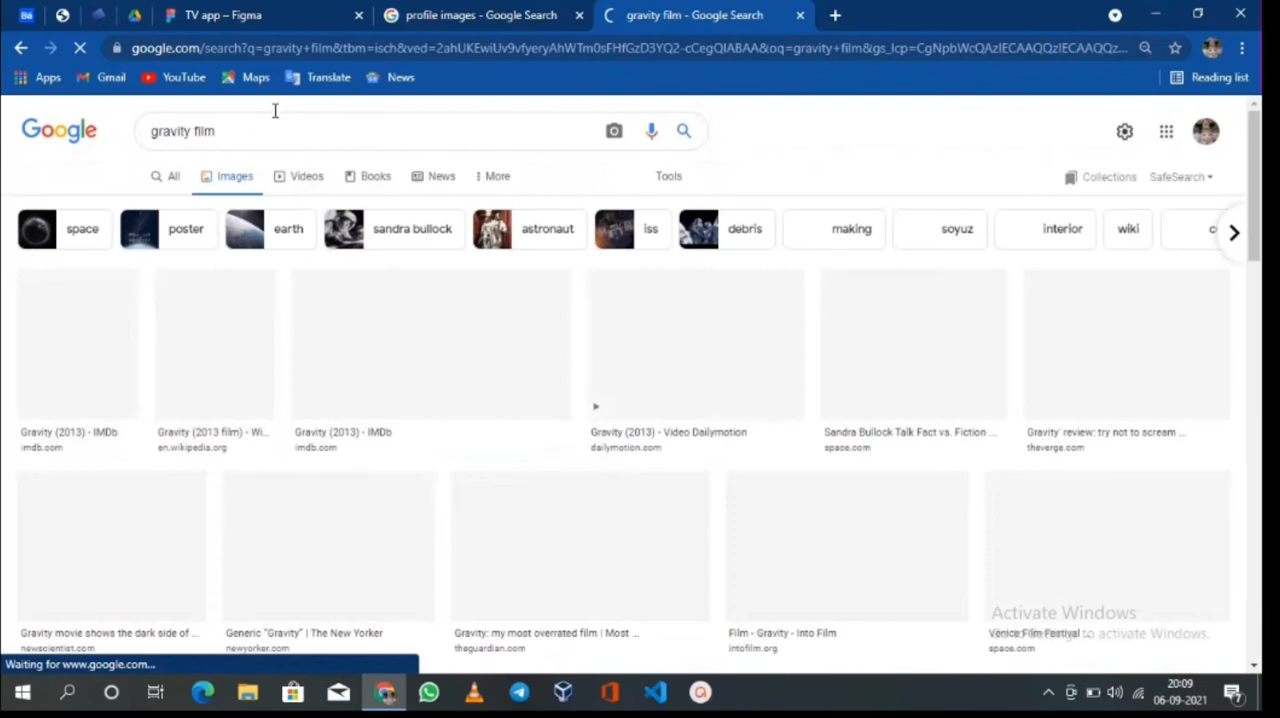 TV app – Figma
profile images - Google Search
gravity film - Google Search
google.com/search?q=gravity+film&tbm=isch&ved=2ahUKEwiUv9vfyeryAhWTm0sFHfGzD3YQ2-cCegQIABAA&oq=gravity+film&gs_lcp=CgNpbWcQAzIECAAQQzIECAAQQz...
Apps
Gmail
YouTube
Maps
Translate
News
Reading list
Google
gravity film
All
Images
Videos
Books
News
More
Tools
Collections
SafeSearch
space
poster
earth
sandra bullock
astronaut
iss
debris
making
soyuz
interior
wiki
Gravity (2013) - IMDb
imdb.com
Gravity (2013 film) - Wi...
en.wikipedia.org
Gravity (2013) - IMDb
imdb.com
Gravity (2013) - Video Dailymotion
dailymotion.com
Sandra Bullock Talk Fact vs. Fiction ...
space.com
Gravity' review: try not to scream ...
theverge.com
Gravity movie shows the dark side of ...
newscientist.com
Generic "Gravity" | The New Yorker
newyorker.com
Gravity: my most overrated film | Most ...
theguardian.com
Film - Gravity - Into Film
intofilm.org
Venice Film Festival
space.com
Activate Windows
to activate Windows.
Waiting for www.google.com...
20:09
06-09-2021
7